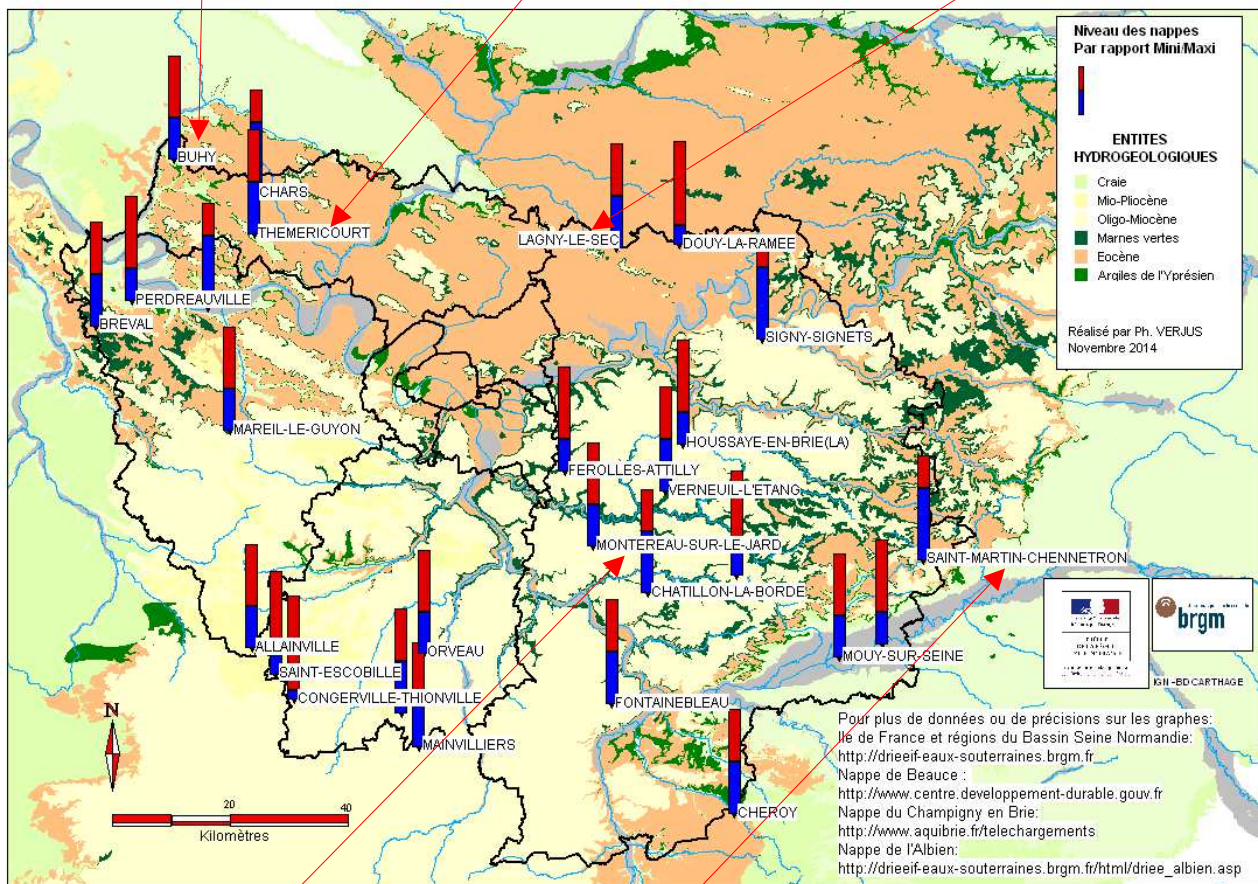 Niveau des nappes
Par rapport Mini/Maxi
ENTITES
HYDROGEOLOGIQUES
Craie
Mio-Pliocène
Oligo-Miocène
Marnes vertes
Eocène
Argiles de l'Yprésien
Réalisé par Ph. VERJUS
Novembre 2014
BUHY
CHARS
THEMERICOURT
LAGNY-LE-SEC
DOUY-LA-RAMEE
PERDREAUVILLE
BREVAL
SIGNY-SIGNETS
MAREIL-LE-GUYON
HOUSSAYE-EN-BRIE(LA)
FEROLLES-ATTILLY
VERNEUIL-L'ETANG
MONTEREAU-SUR-LE-JARD
SAINT-MARTIN-CHENNETRON
CHATILLON-LA-BORDE
ALLAINVILLE
ORVEAU
MOUY-SUR-SEINE
SAINT-ESCOBILLE
CONGERVILLE-THIONVILLE
FONTAINEBLEAU
MAINVILLIERS
CHEROY
brgm
IGN -BD CARTHAGE
N
20
40
Kilomètres
Pour plus de données ou de précisions sur les graphes:
Ile de France et régions du Bassin Seine Normandie:
http://drieeif-eaux-souterraines.brgm.fr
Nappe de Beauce :
http://www.centre.developpement-durable.gouv.fr
Nappe du Champigny en Brie:
http://www.aquibrie.fr/telechargements
Nappe de l'Albien:
http://drieeif-eaux-souterraines.brgm.fr/html/driee_albien.asp